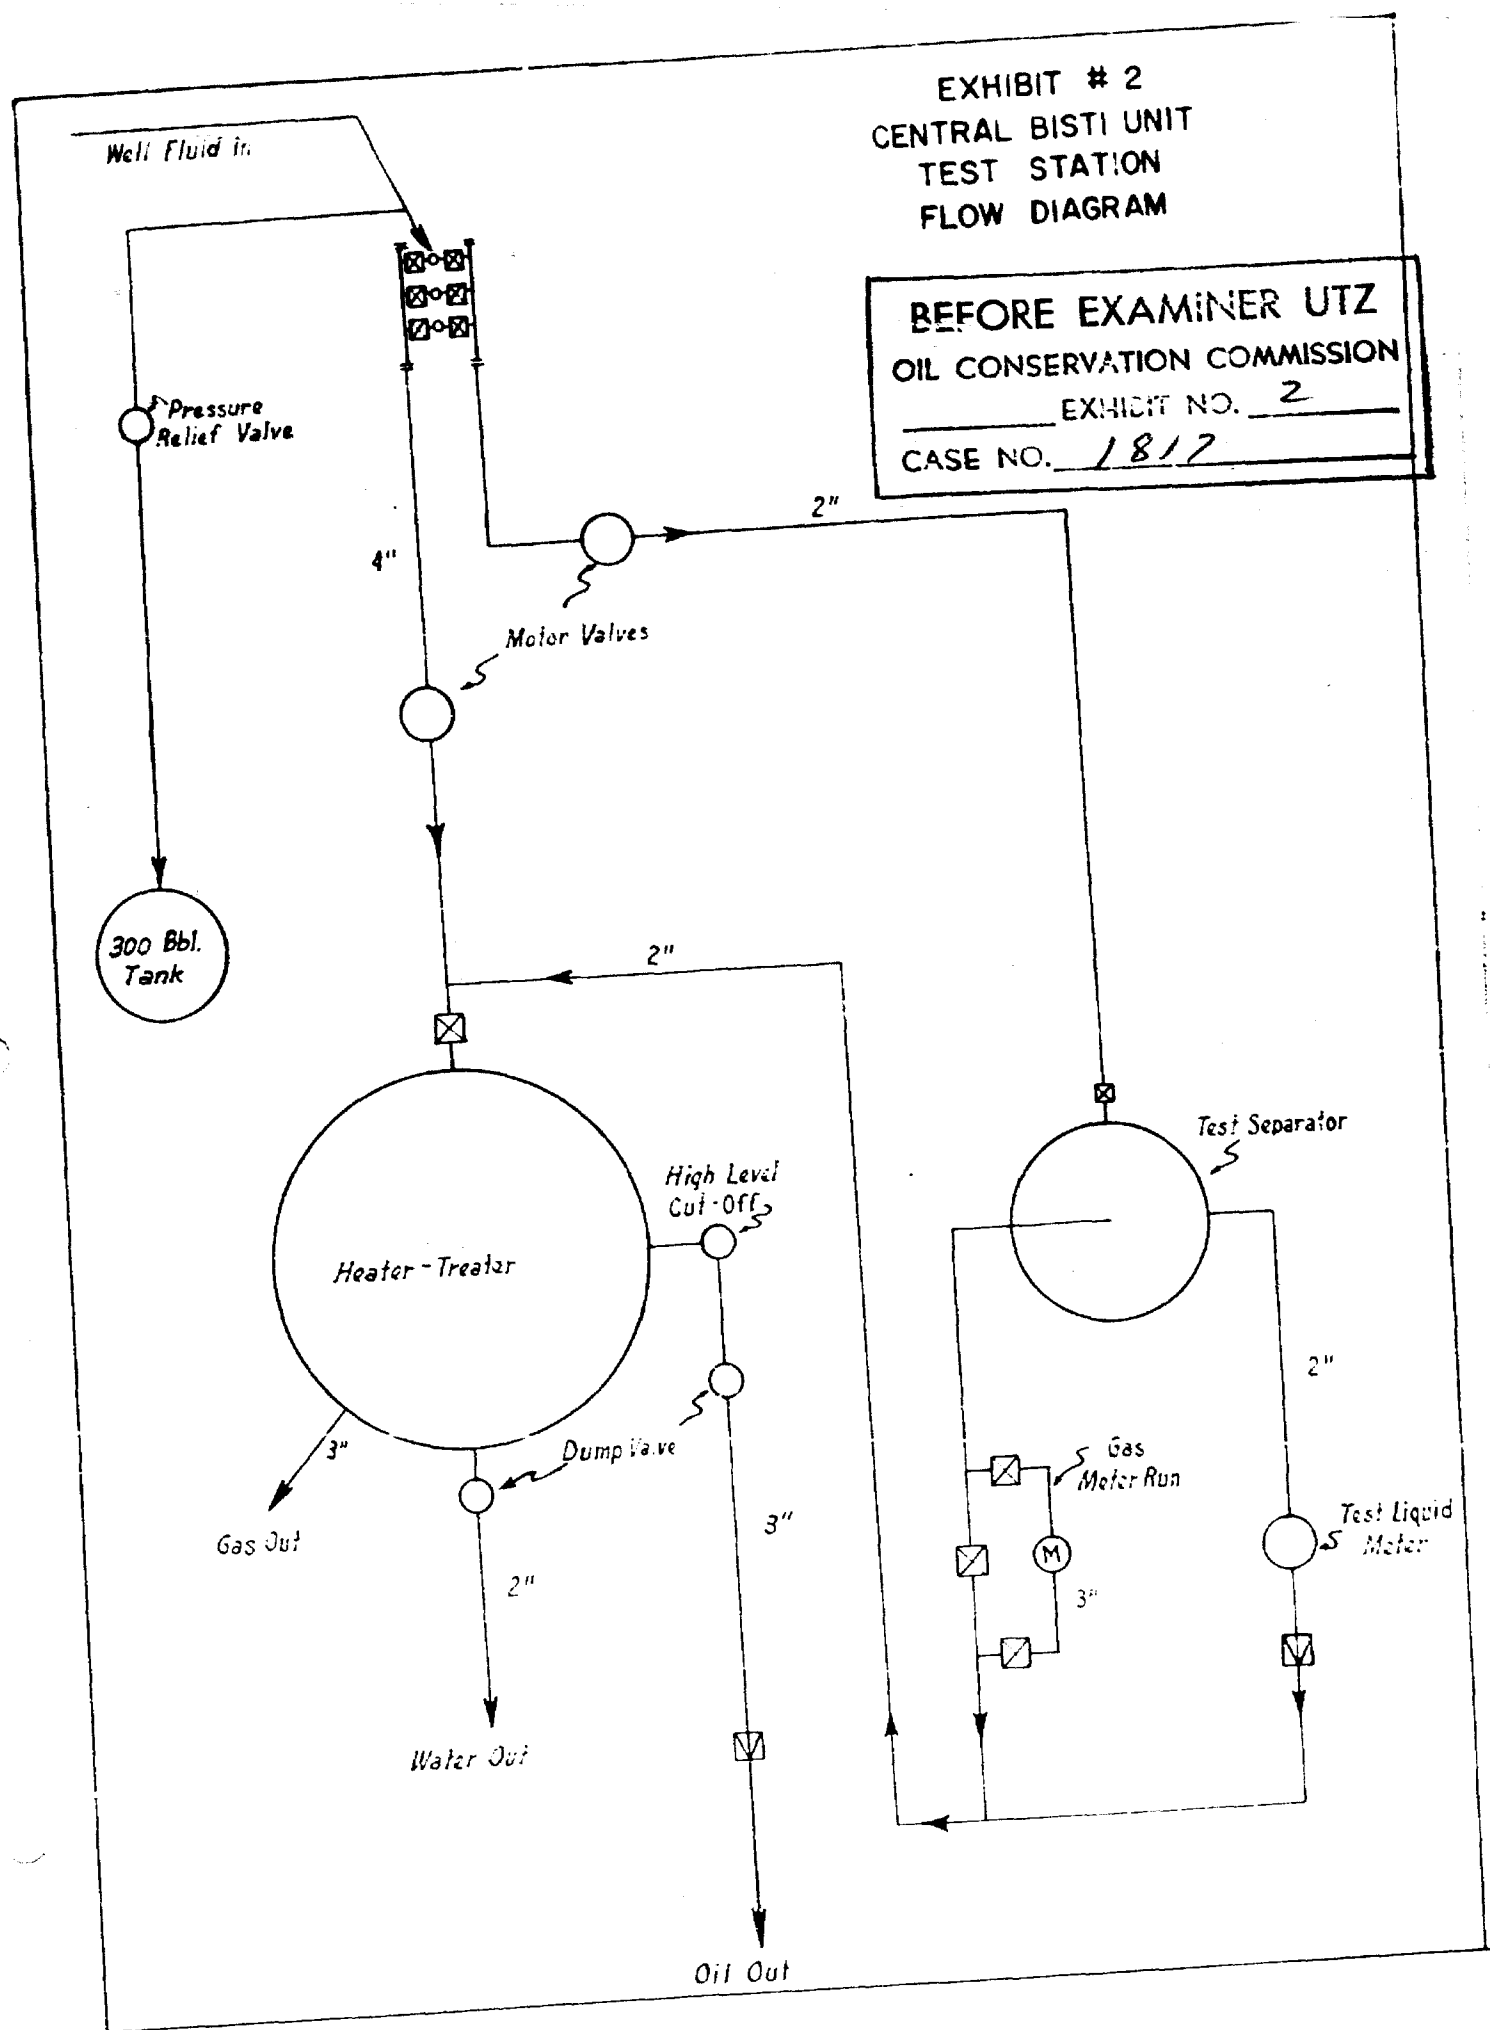 EXHIBIT # 2
CENTRAL BISTI UNIT
TEST STATION
FLOW DIAGRAM
Well Fluid in
BEFORE EXAMINER UTZ
OIL CONSERVATION COMMISSION
EXHIBIT NO. 2
CASE NO. 1817
Pressure
Relief Valve
2"
4"
Motor Valves
300 Bbl.
Tank
2"
Test Separator
High Level
Cut-Off
Heater-Treater
2"
Dump Valve
Gas
Meter Run
3"
Gas Out
3"
Test Liquid
Meter
M
2"
3"
Water Out
Oil Out